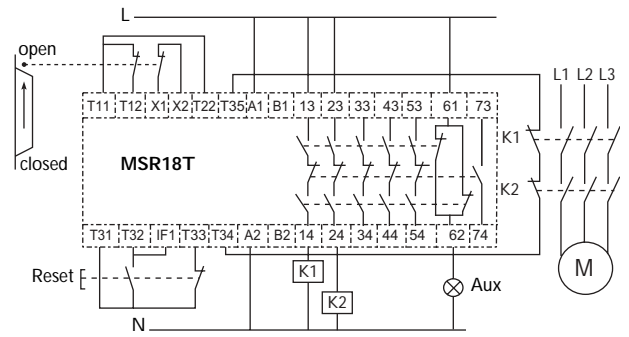 L
open
L1 L2 L3
T11 T12 X1 X2 T22 T35 A1 B1 13 23 33 43 53 61 73
K1
closed
MSR18T
K2
T31 T32 IF1 T33 T34 A2 B2 14 24 34 44 54 62 74
Reset
K1
K2
Aux
M
N